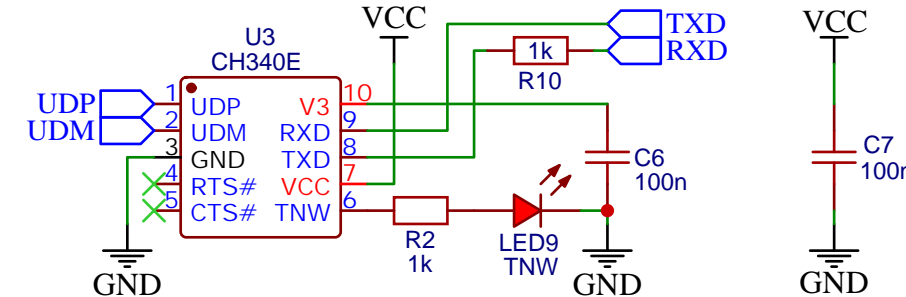 U3
CH340E
VCC
TXD
RXD
1k
R10
VCC
UDP
UDM
1 UDP
2 UDM
3 GND
4 RTS#
5 CTS#
V3 10
RXD 9
TXD 8
VCC 7
TNW 6
C6
100n
C7
100n
R2
1k
LED9
TNW
GND
GND
GND